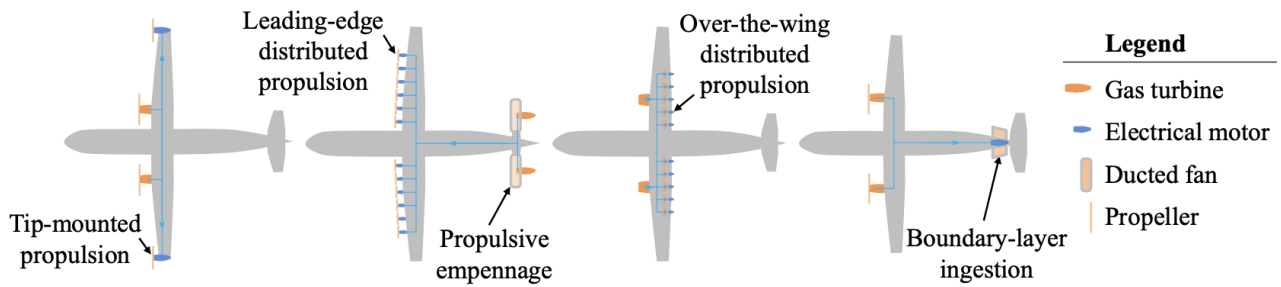 Leading-edge
distributed
propulsion
Over-the-wing
distributed
propulsion
Tip-mounted
propulsion
Propulsive
empennage
Boundary-layer
ingestion
Legend
Gas turbine
Electrical motor
Ducted fan
Propeller